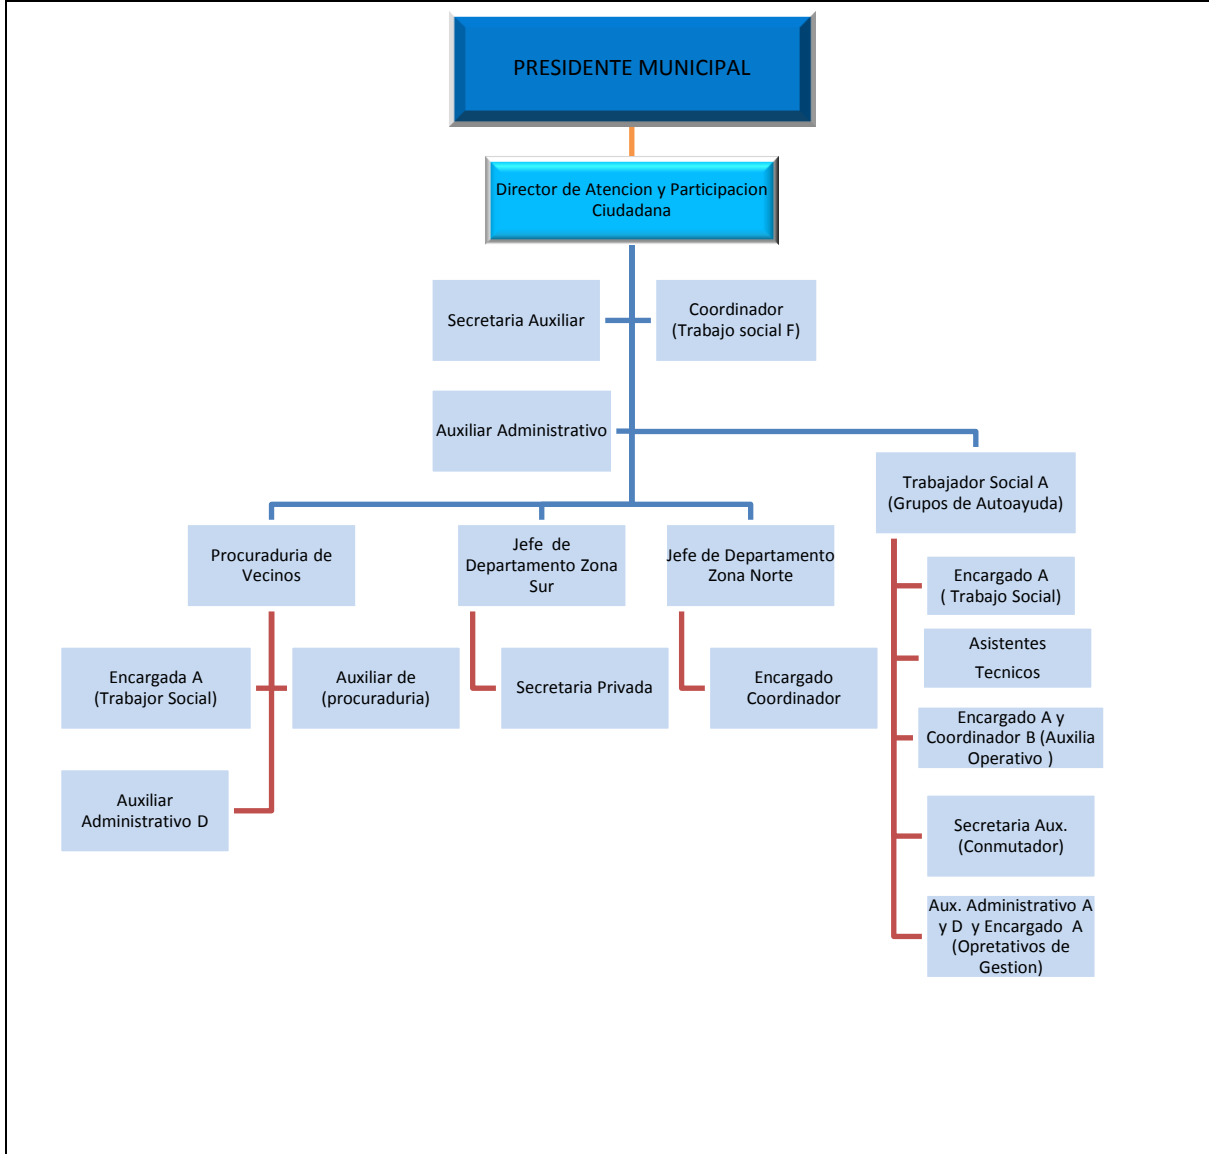 PRESIDENTE MUNICIPAL
Director de Atencion y Participacion
Ciudadana
Secretaria Auxiliar
Coordinador
(Trabajo social F)
Auxiliar Administrativo
Trabajador Social A
(Grupos de Autoayuda)
Procuraduria de
Vecinos
Jefe de
Departamento Zona
Sur
Jefe de Departamento
Zona Norte
Encargado A
( Trabajo Social)
Asistentes
Tecnicos
Encargada A
(Trabajor Social)
Auxiliar de
(procuraduria)
Secretaria Privada
Encargado
Coordinador
Encargado A y
Coordinador B (Auxilia
Operativo )
Auxiliar
Administrativo D
Secretaria Aux.
(Conmutador)
Aux. Administrativo A
y D y Encargado A
(Opretativos de
Gestion)